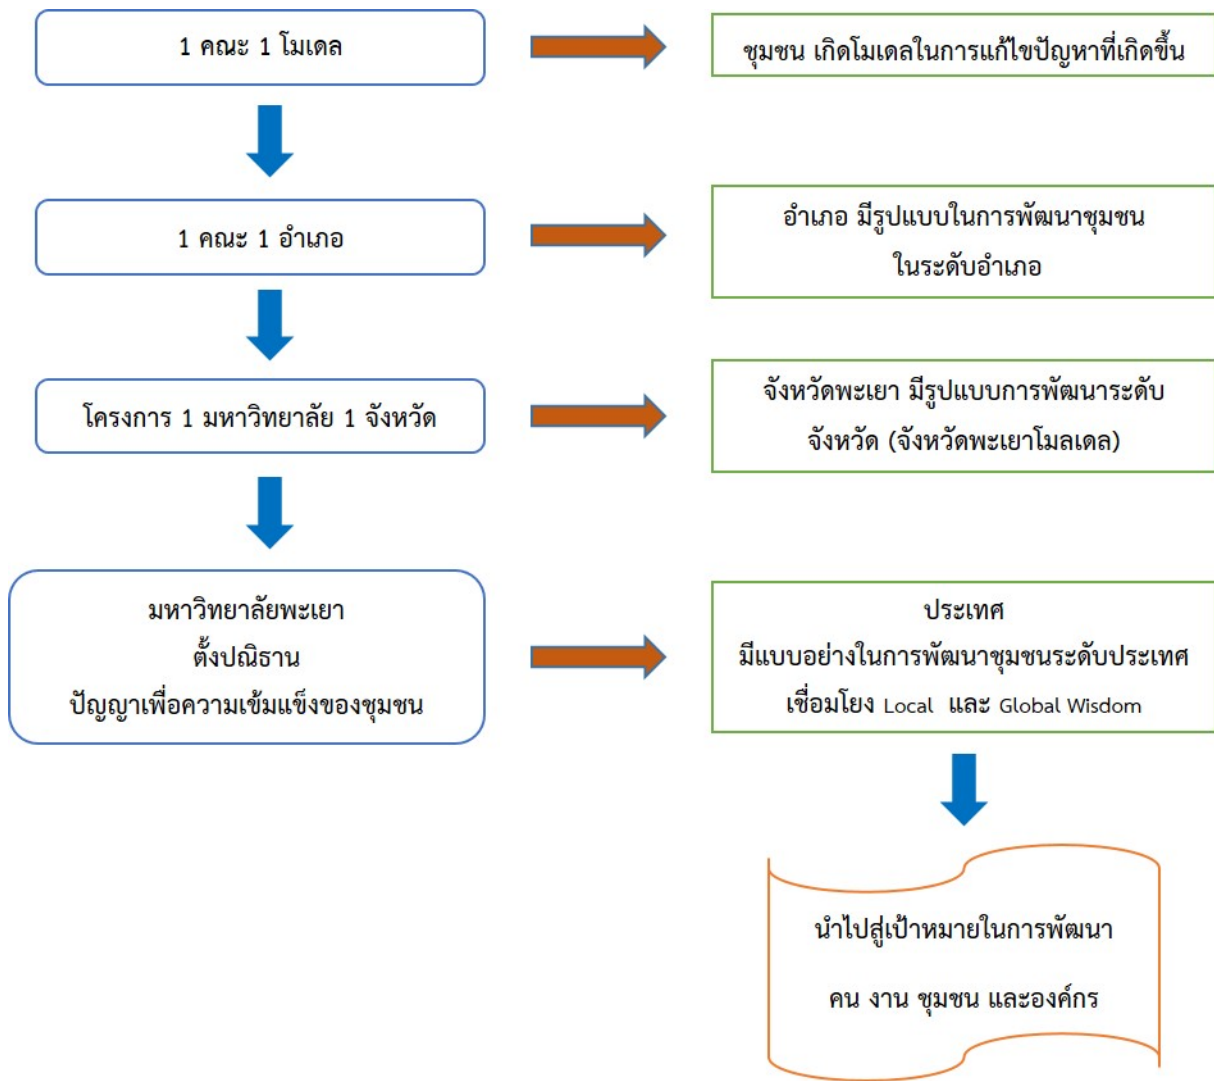 1 คณะ 1 โมเดล
ชุมชน เกิดโมเดลในการแก้ไขปัญหาที่เกิดขึ้น
1 คณะ 1 อำเภอ
อำเภอ มีรูปแบบในการพัฒนาชุมชน
ในระดับอำเภอ
โครงการ 1 มหาวิทยาลัย 1 จังหวัด
จังหวัดพะเยา มีรูปแบบการพัฒนาระดับ
จังหวัด (จังหวัดพะเยาโมลเดล)
มหาวิทยาลัยพะเยา
ตั้งปณิธาน
ปัญญาเพื่อความเข้มแข็งของชุมชน
ประเทศ
มีแบบอย่างในการพัฒนาชุมชนระดับประเทศ
เชื่อมโยง Local และ Global Wisdom
นำไปสู่เป้าหมายในการพัฒนา
คน งาน ชุมชน และองค์กร